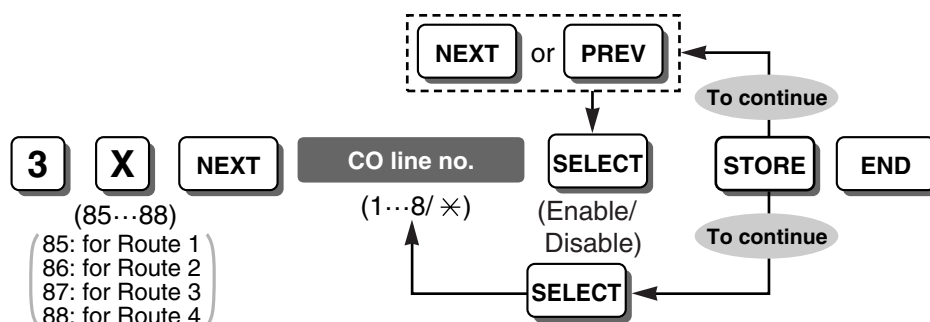 NEXT or PREV
To continue
3 X NEXT CO line no. SELECT STORE END
(85···88) (1···8/ ✳) (Enable/
Disable)
To continue
85: for Route 1
86: for Route 2
87: for Route 3
88: for Route 4
SELECT